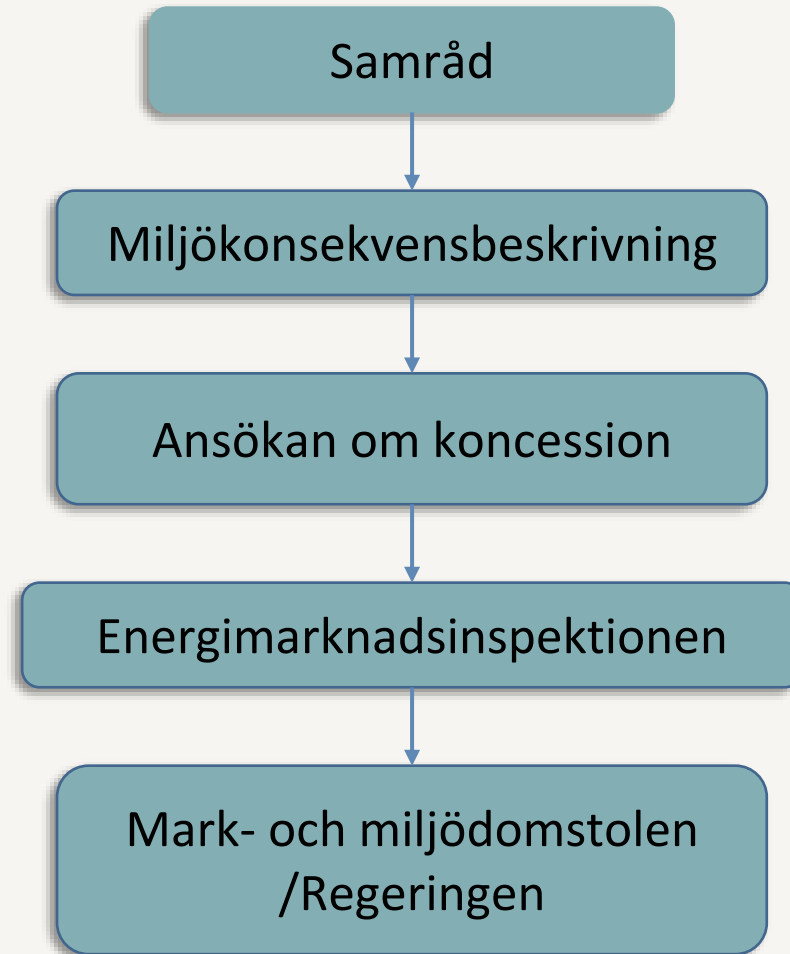 Samråd
Miljökonsekvensbeskrivning
Ansökan om koncession
Energimarknadsinspektionen
Mark- och miljödomstolen
/Regeringen